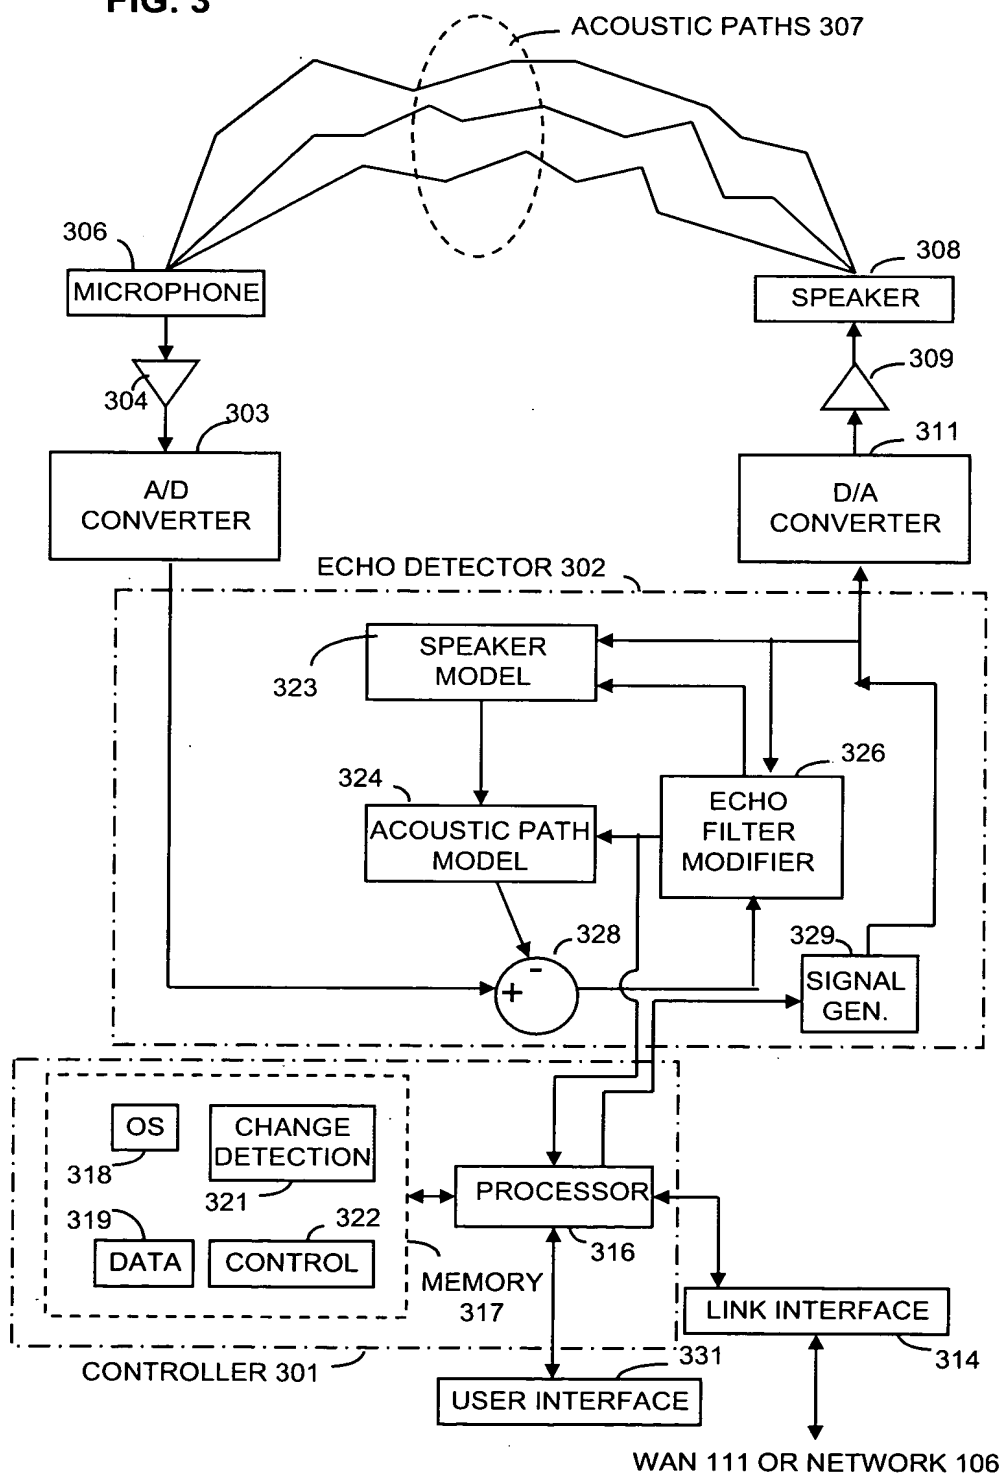 FIG. 3
ACOUSTIC PATHS 307
306
MICROPHONE
308
SPEAKER
304
309
303
311
A/D
CONVERTER
D/A
CONVERTER
ECHO DETECTOR 302
SPEAKER
MODEL
323
324
326
ACOUSTIC PATH
MODEL
ECHO
FILTER
MODIFIER
328
-
+
329
SIGNAL
GEN.
OS
318
CHANGE
DETECTION
321
319
DATA
322
CONTROL
PROCESSOR
316
MEMORY
317
LINK INTERFACE
314
CONTROLLER 301
331
USER INTERFACE
WAN 111 OR NETWORK 106